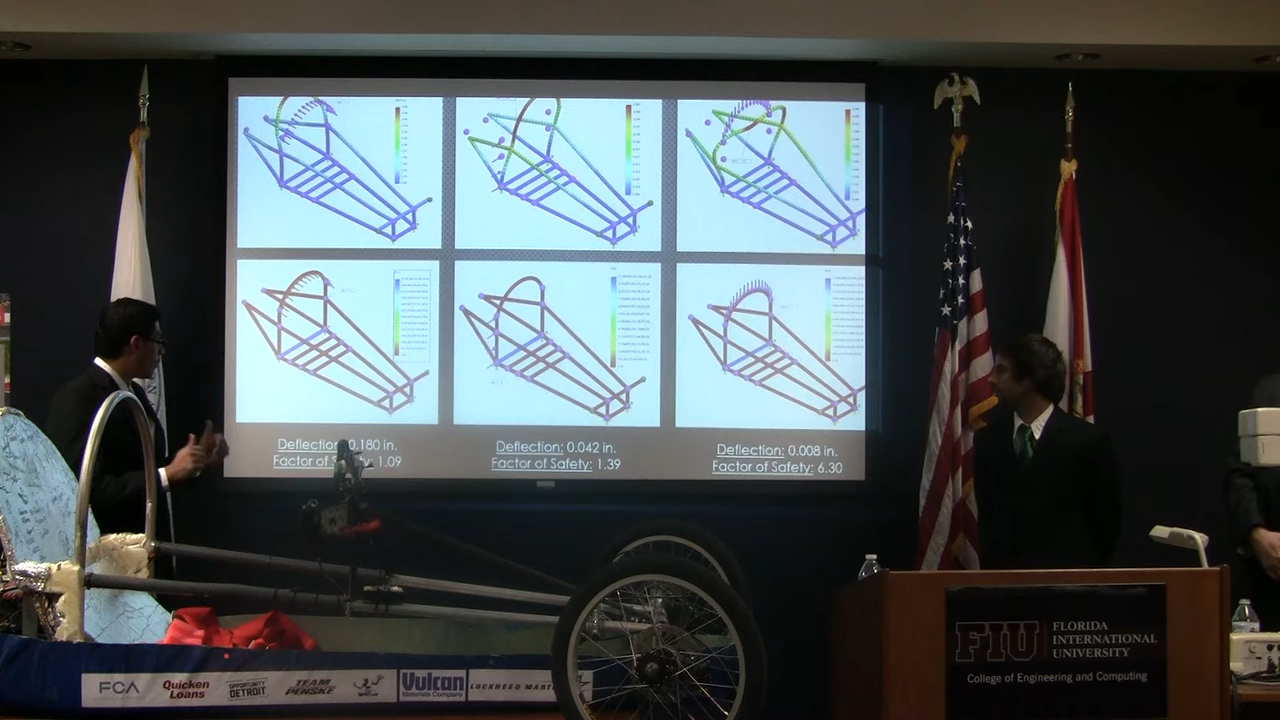 Deflection: 0.180 in.
Factor of Safety: 1.09
Deflection: 0.042 in.
Factor of Safety: 1.39
Deflection: 0.008 in.
Factor of Safety: 6.30
FCA
Quicken Loans
OPPORTUNITY DETROIT
TEAM PENSKE
Vulcan
Materials Company
LOCKHEED MARTIN
FIU
FLORIDA
INTERNATIONAL
UNIVERSITY
College of Engineering and Computing